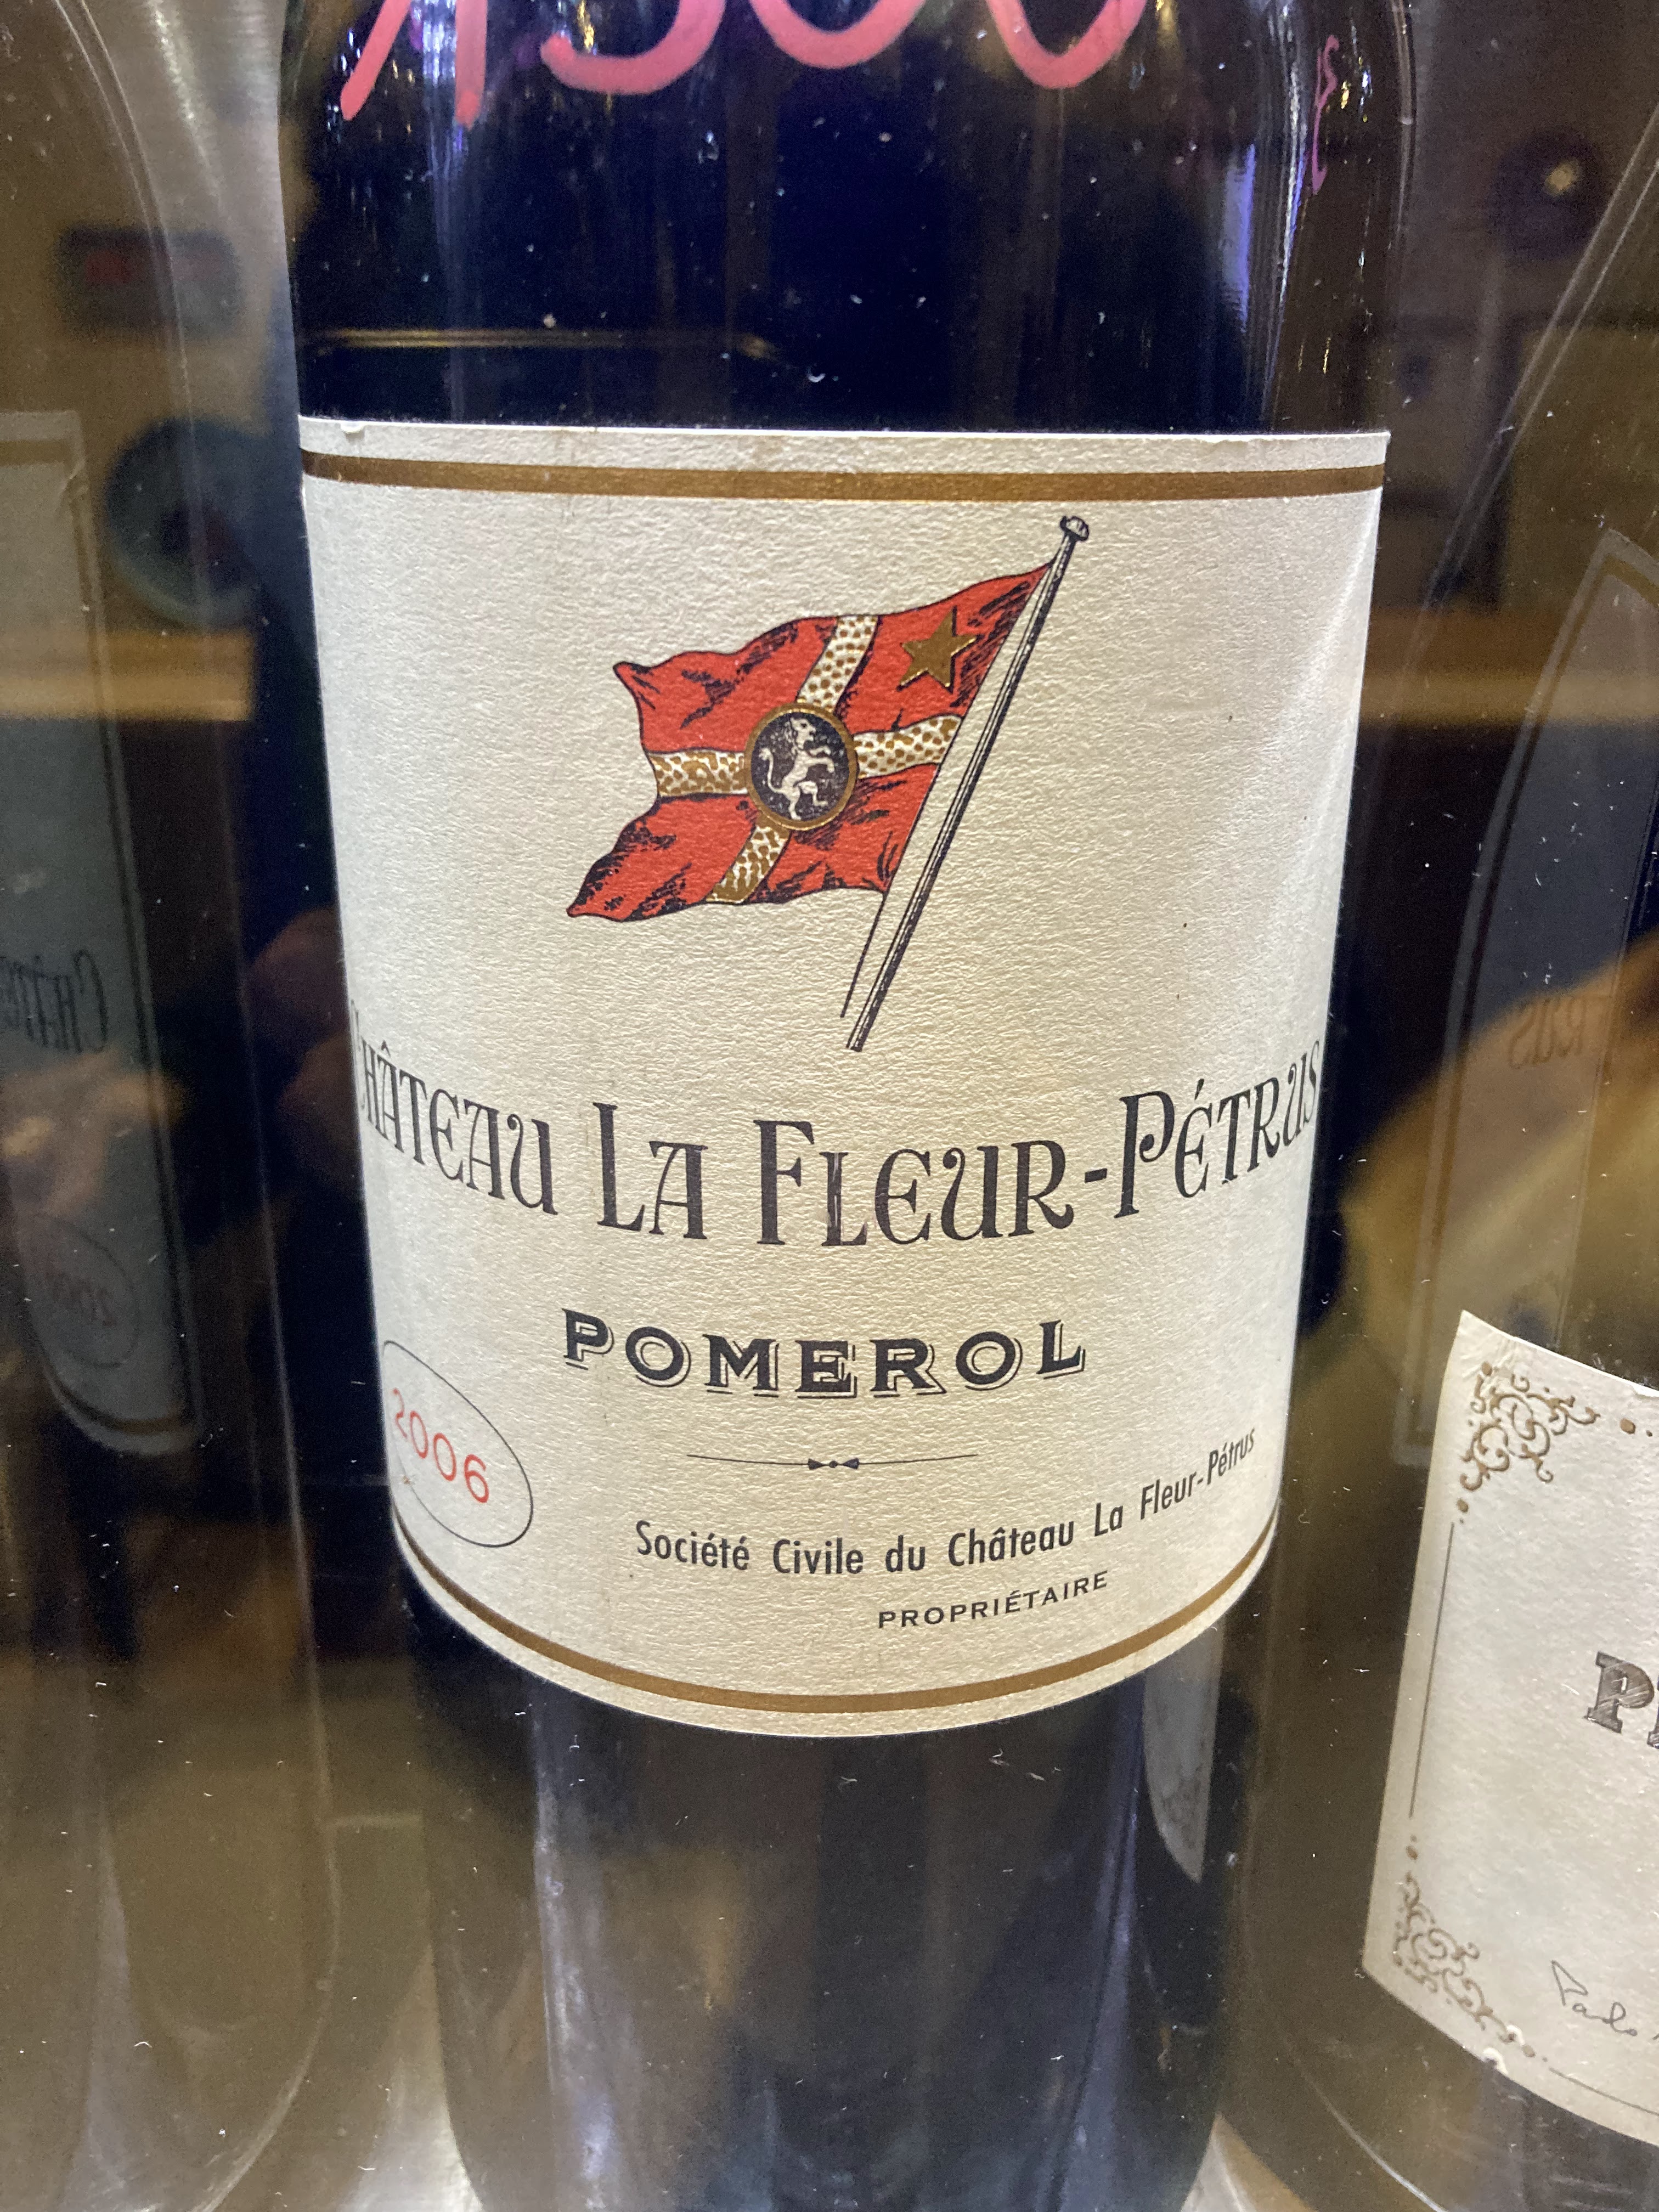 CHÂTEAU LA FLEUR-PÉTRUS
POMEROL
2006
Société Civile du Château La Fleur-Pétrus
PROPRIÉTAIRE